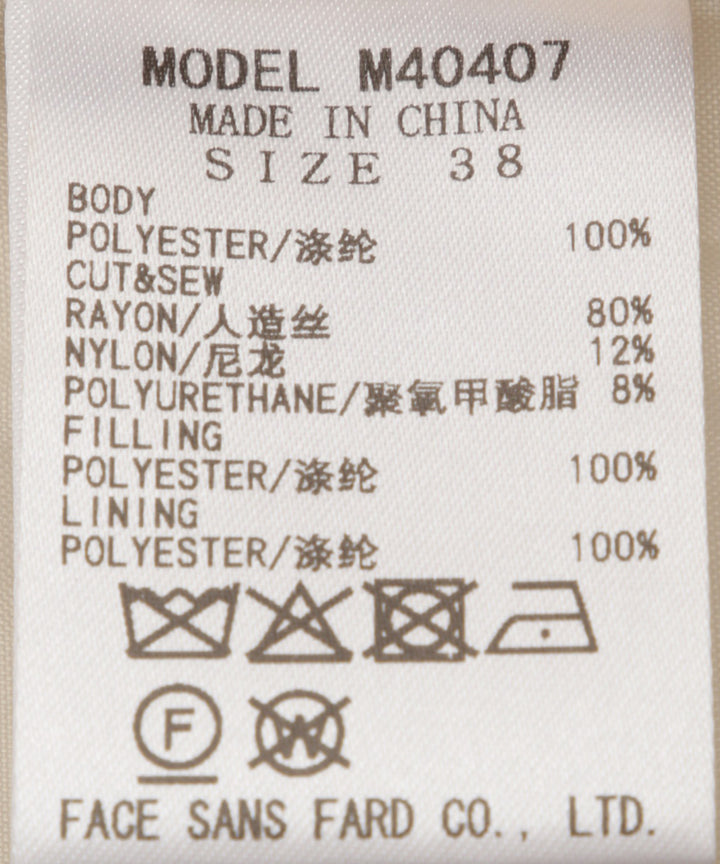 MODEL M40407
MADE IN CHINA
SIZE 38
BODY
POLYESTER/涤纶 100%
CUT&SEW
RAYON/人造丝 80%
NYLON/尼龙 12%
POLYURETHANE/聚氧甲酸脂 8%
FILLING
POLYESTER/涤纶 100%
LINING
POLYESTER/涤纶 100%
F W
FACE SANS FARD CO., LTD.